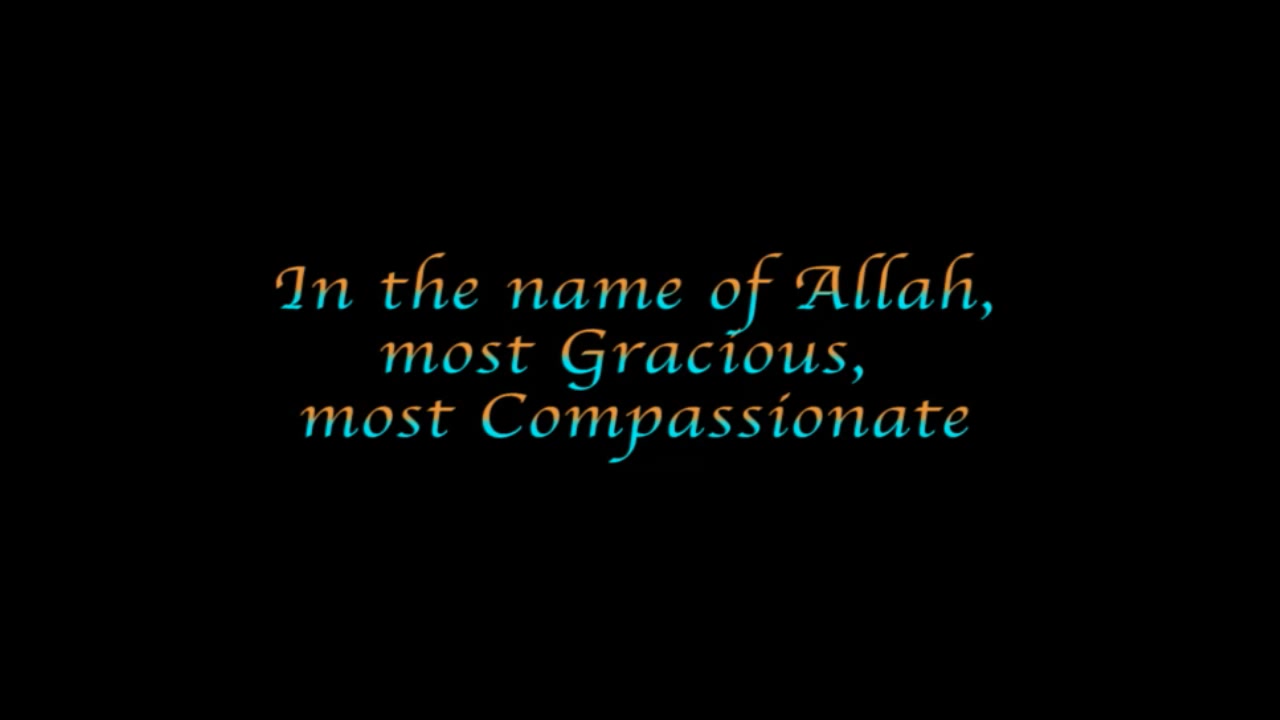 In the name of Allah,
most Gracious,
most Compassionate